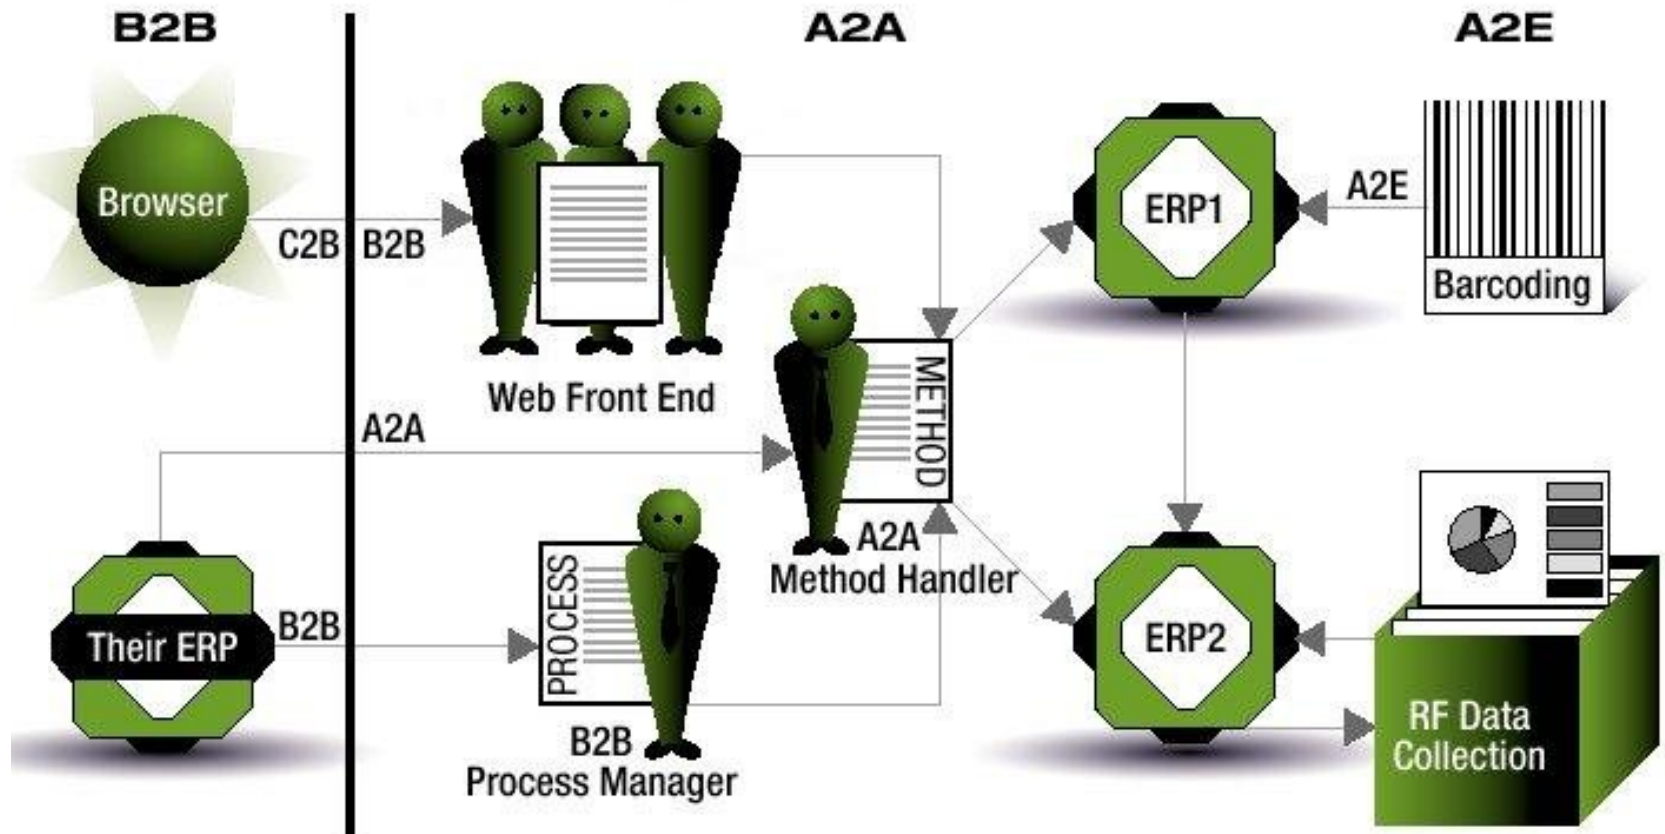 B2B
A2A
A2E
Browser
C2B
B2B
Web Front End
A2A
METHOD
A2A
Method Handler
ERP1
A2E
Barcoding
Their ERP
B2B
PROCESS
B2B
Process Manager
ERP2
RF Data
Collection